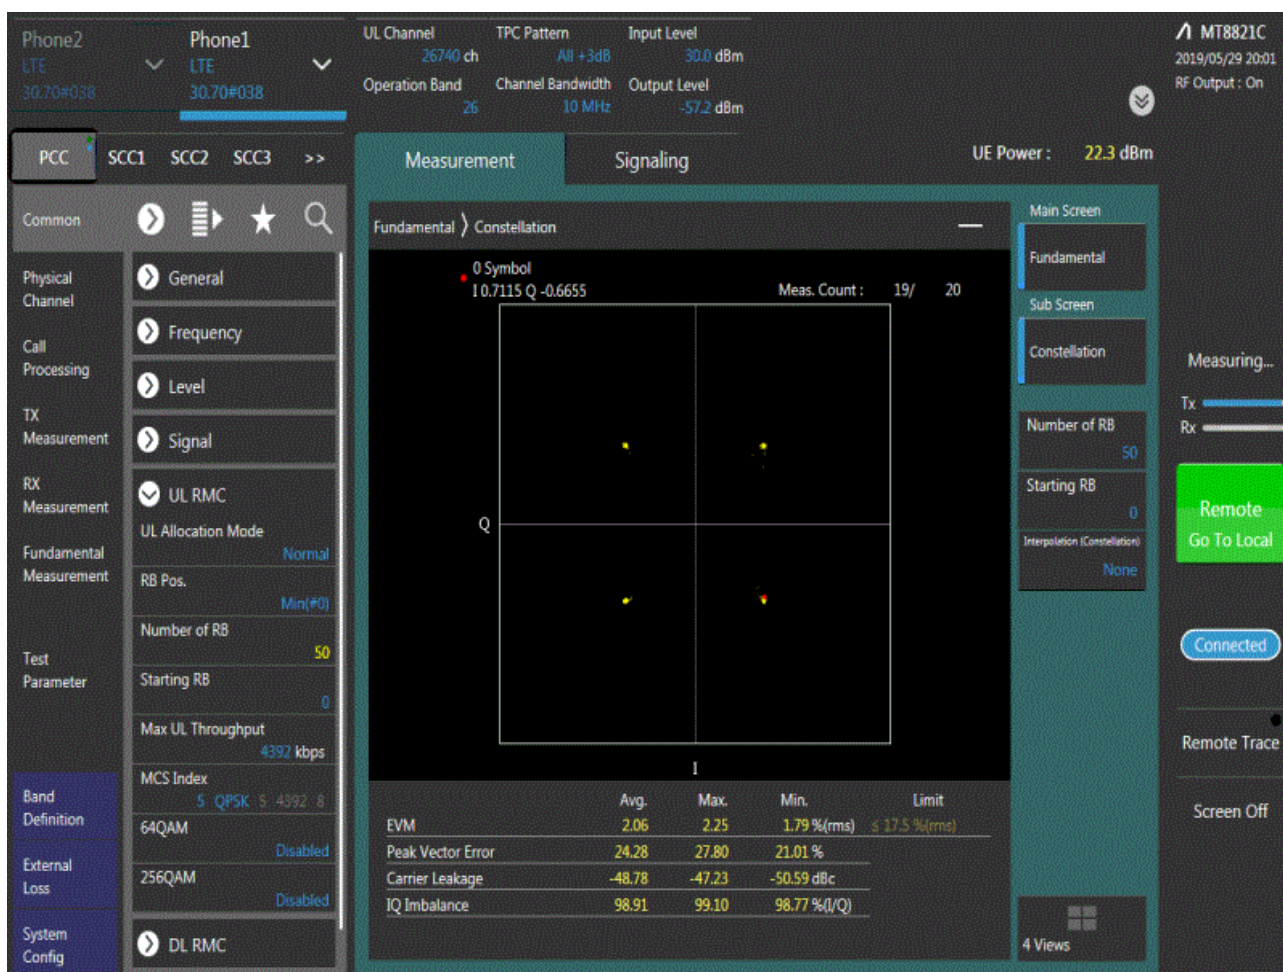 Phone2
LTE
30.70#038
Phone1
LTE
30.70#038
UL Channel
26740 ch
TPC Pattern
All +3dB
Input Level
30.0 dBm
Operation Band
26
Channel Bandwidth
10 MHz
Output Level
-57.2 dBm
MT8821C
2019/05/29 20:01
RF Output : On
PCC SCC1 SCC2 SCC3 >>
Measurement Signaling
UE Power : 22.3 dBm
Common
Physical
Channel
Call
Processing
TX
Measurement
RX
Measurement
Fundamental
Measurement
Test
Parameter
Band
Definition
External
Loss
System
Config
General
Frequency
Level
Signal
UL RMC
UL Allocation Mode
Normal
RB Pos.
Min(#0)
Number of RB
50
Starting RB
0
Max UL Throughput
4392 kbps
MCS Index
5 QPSK 5 4392 8
64QAM
Disabled
256QAM
Disabled
DL RMC
Fundamental 〉 Constellation
0 Symbol
I 0.7115 Q -0.6655
Meas. Count : 19/ 20
Q
I
Avg. Max. Min. Limit
EVM 2.06 2.25 1.79 %(rms) ≤ 17.5 %(rms)
Peak Vector Error 24.28 27.80 21.01 %
Carrier Leakage -48.78 -47.23 -50.59 dBc
IQ Imbalance 98.91 99.10 98.77 %(I/Q)
Main Screen
Fundamental
Sub Screen
Constellation
Number of RB
50
Starting RB
0
Interpolation (Constellation)
None
4 Views
Measuring...
Tx
Rx
Remote
Go To Local
Connected
Remote Trace
Screen Off